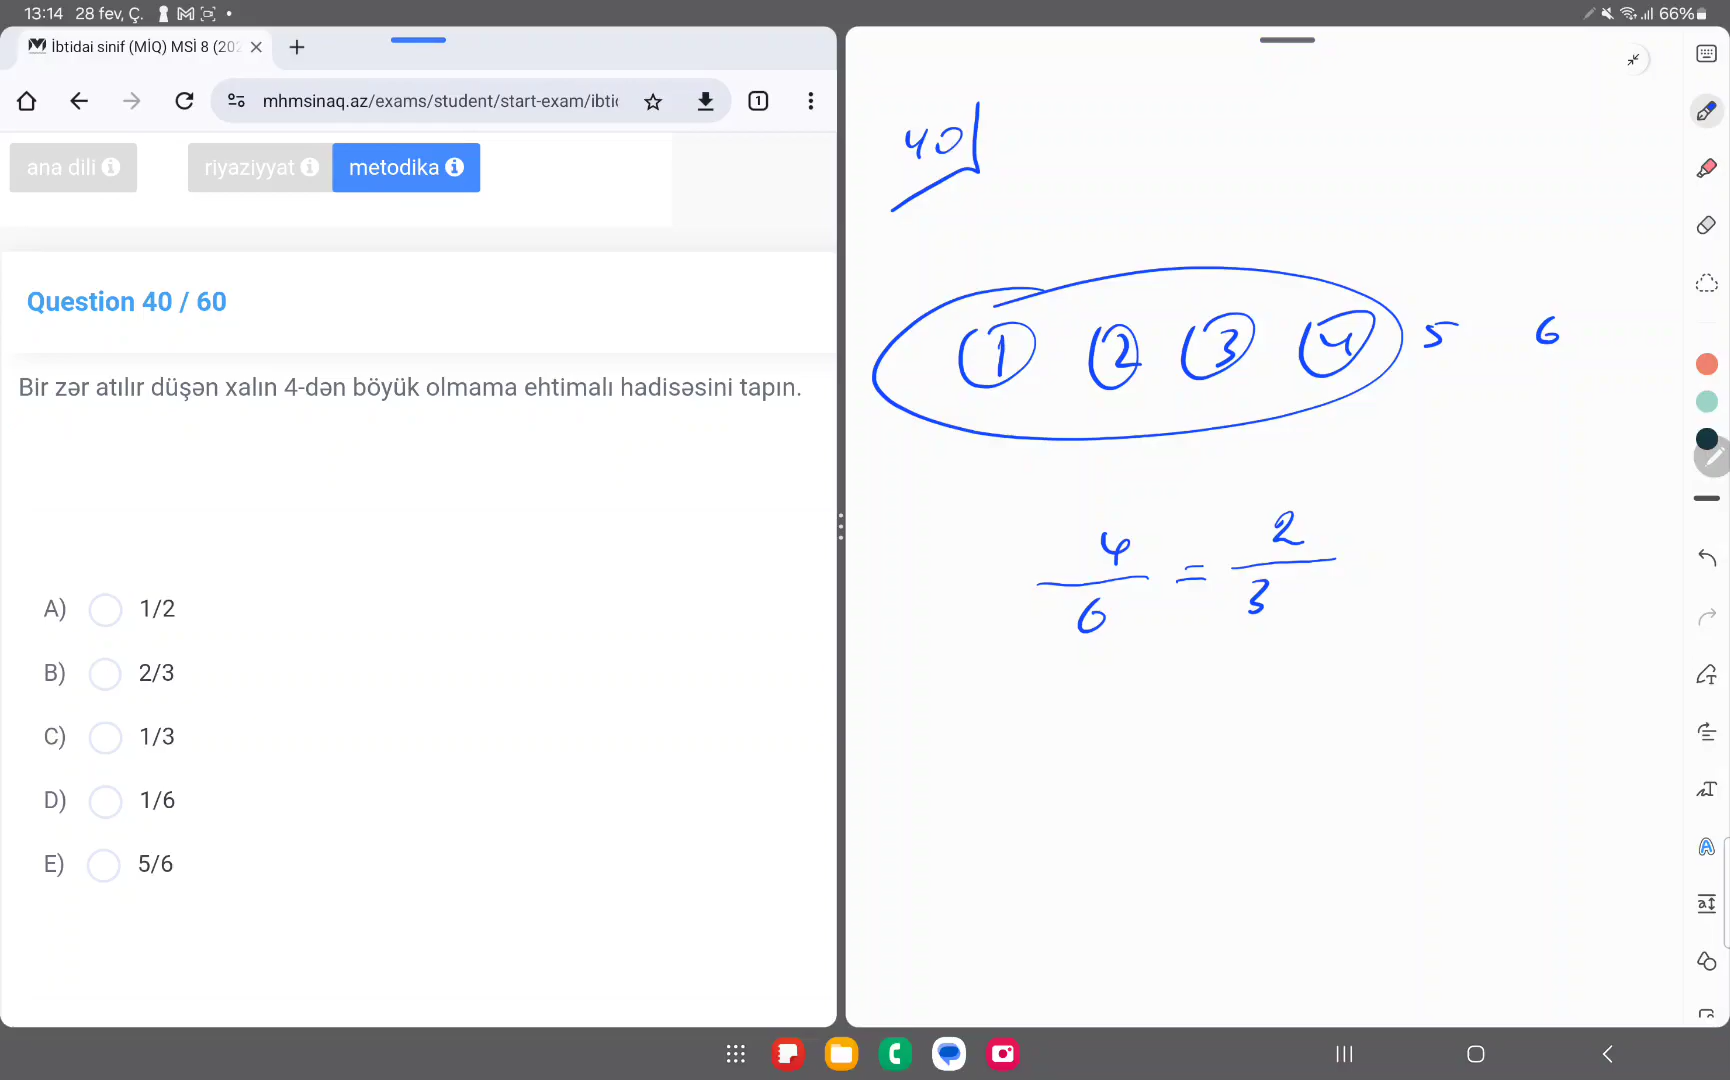 13:14 28 fev, Ç.
66%
İbtidai sinif (MİQ) MSİ 8 (202
mhmsinaq.az/exams/student/start-exam/ibti
1
ana dili
riyaziyyat
metodika
Question 40 / 60
Bir zər atılır düşən xalın 4-dən böyük olmama ehtimalı hadisəsini tapın.
A) 1/2
B) 2/3
C) 1/3
D) 1/6
E) 5/6
40
1 2 3 4 5 6
4/6 = 2/3